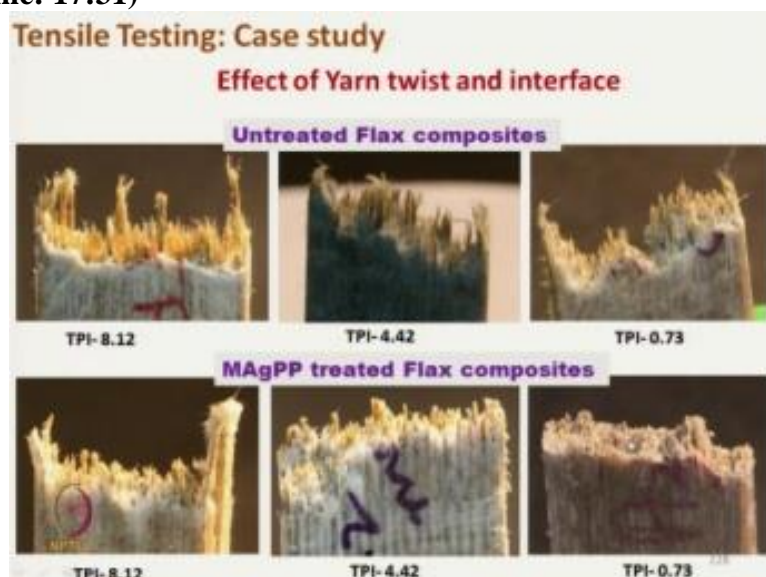 Tensile Testing: Case study
Effect of Yarn twist and interface
Untreated Flax composites
TPI- 8.12
TPI- 4.42
TPI- 0.73
MAgPP treated Flax composites
TPI- 8.12
TPI- 4.42
TPI- 0.73